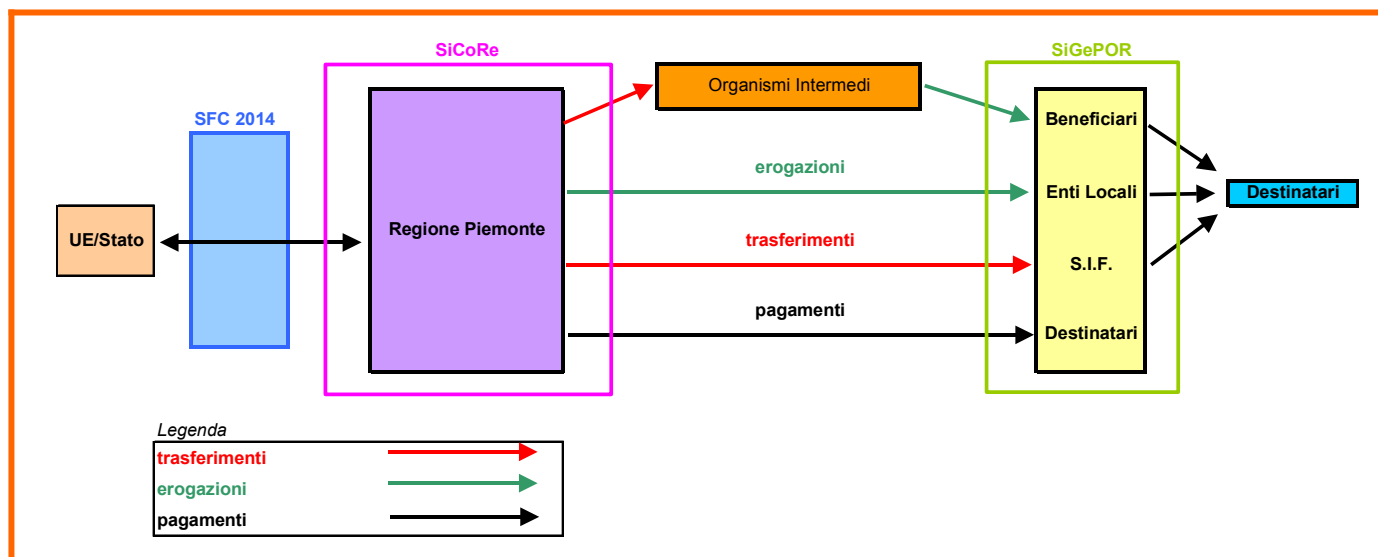 SiCoRe
SiGePOR
Organismi Intermedi
SFC 2014
Beneficiari
erogazioni
Enti Locali
Destinatari
UE/Stato
Regione Piemonte
trasferimenti
S.I.F.
pagamenti
Destinatari
Legenda
trasferimenti
erogazioni
pagamenti